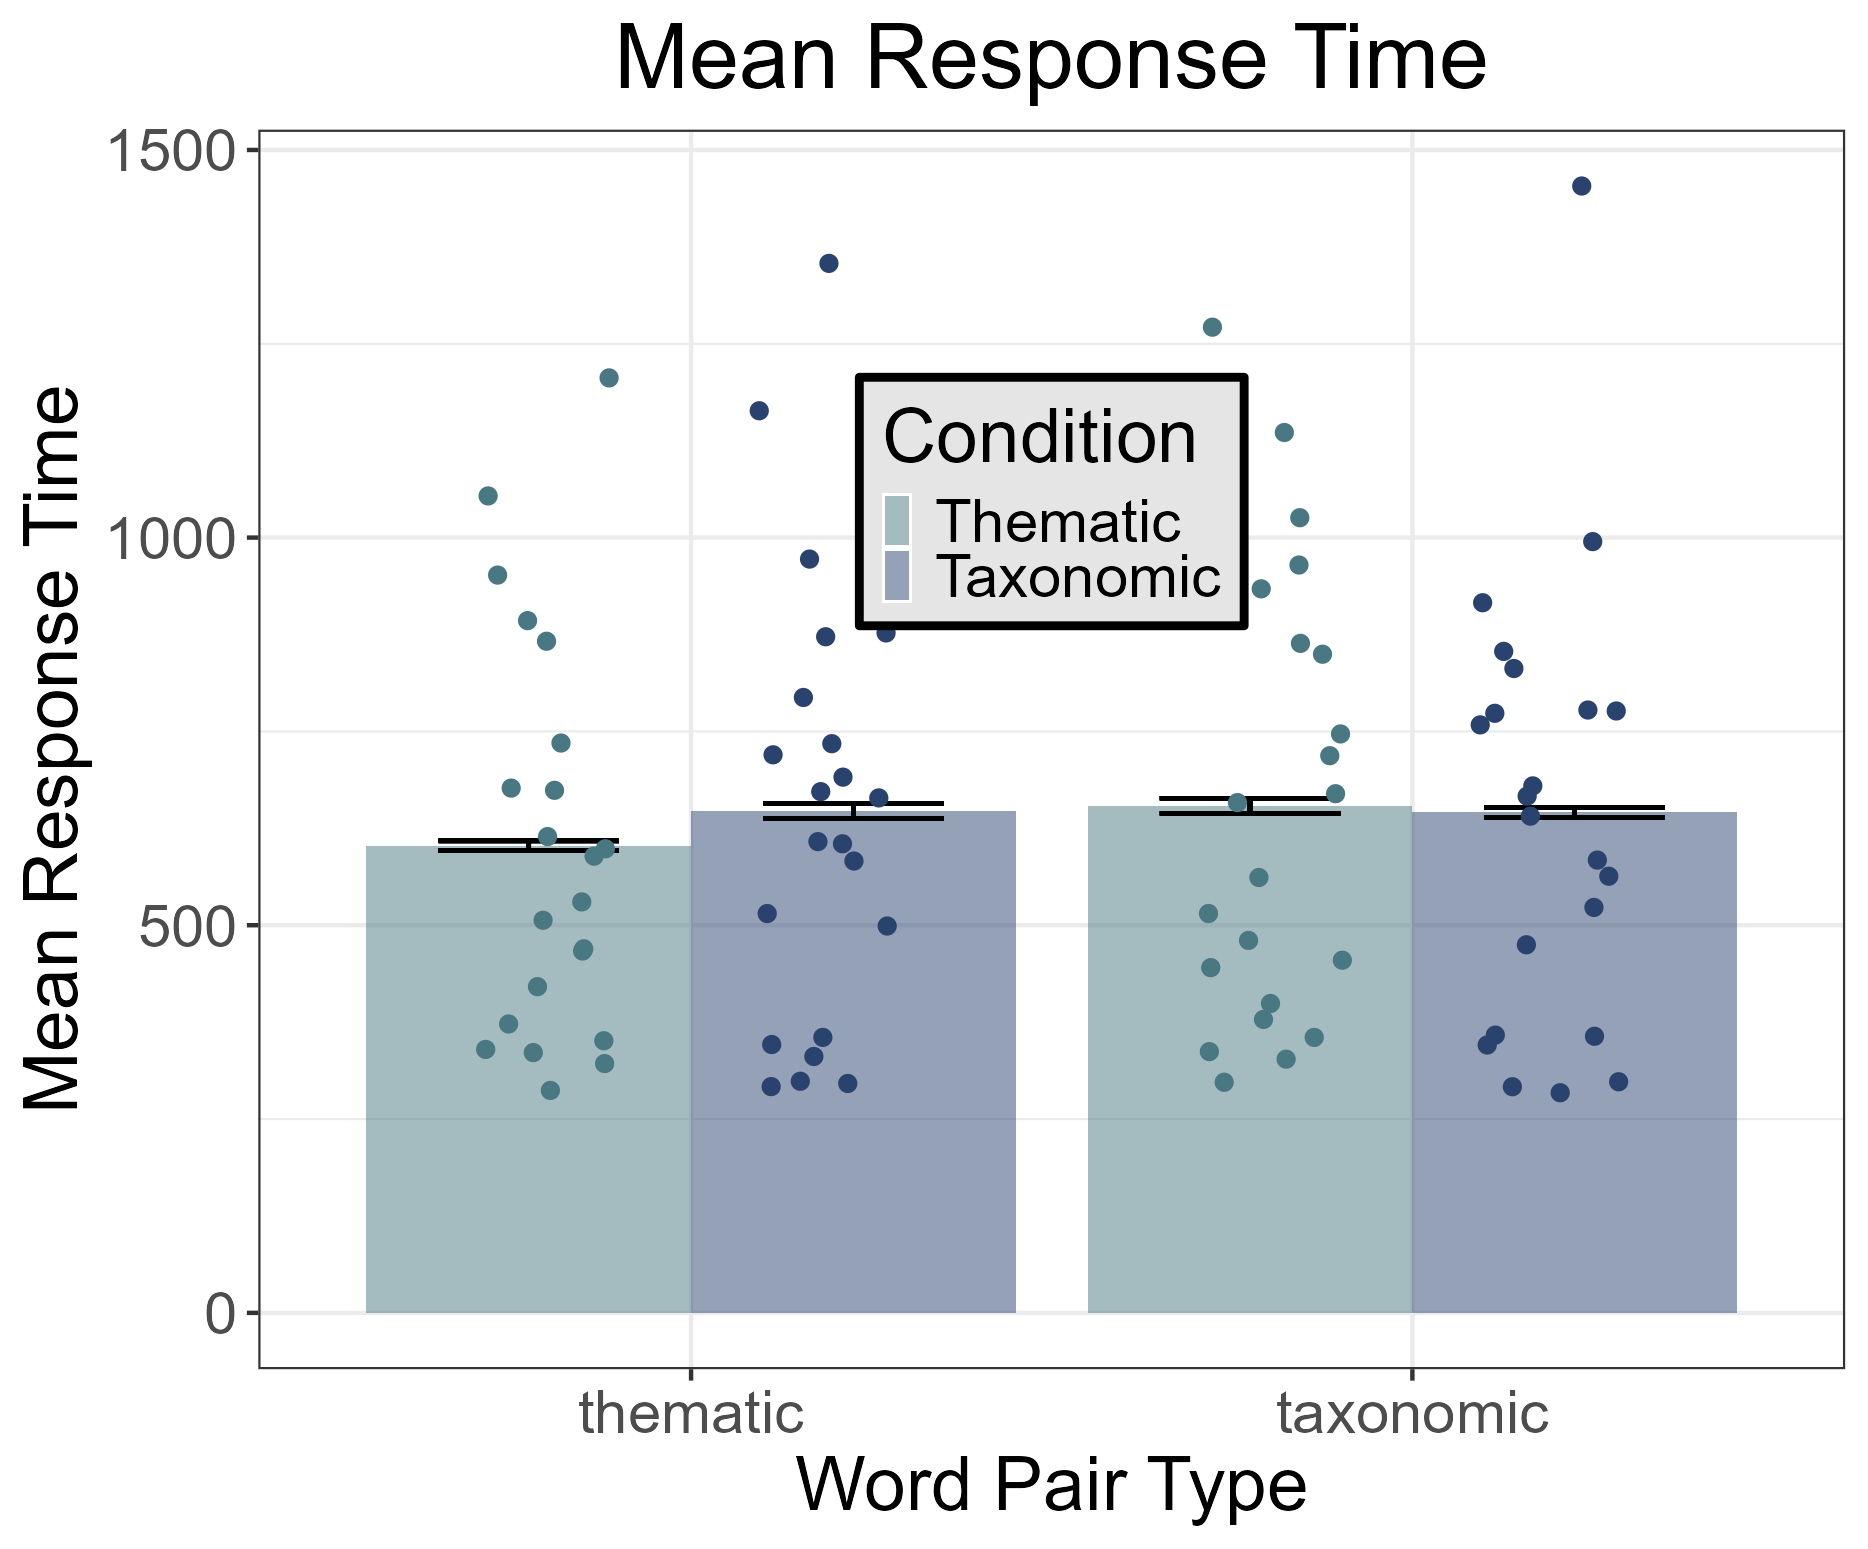 Mean Response Time
Mean Response Time
1500
1000
500
0
Condition
Thematic
Taxonomic
thematic
taxonomic
Word Pair Type